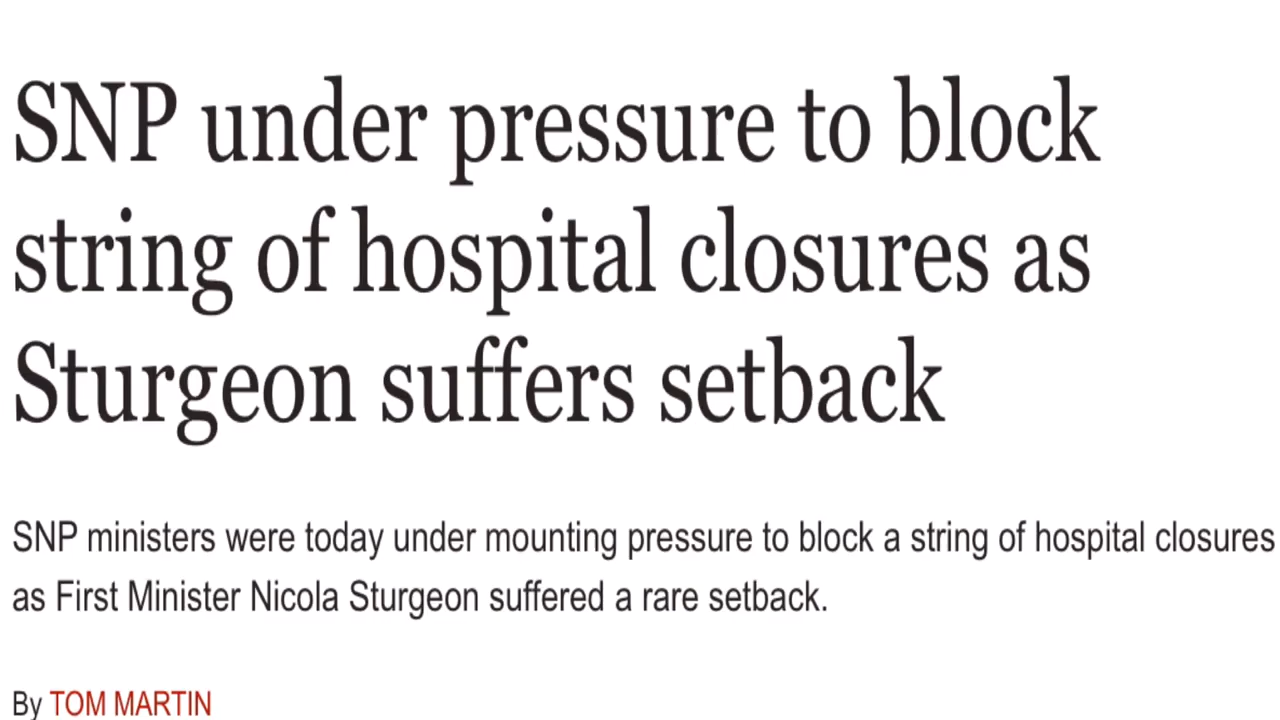 SNP under pressure to block
string of hospital closures as
Sturgeon suffers setback
SNP ministers were today under mounting pressure to block a string of hospital closures
as First Minister Nicola Sturgeon suffered a rare setback.
By TOM MARTIN